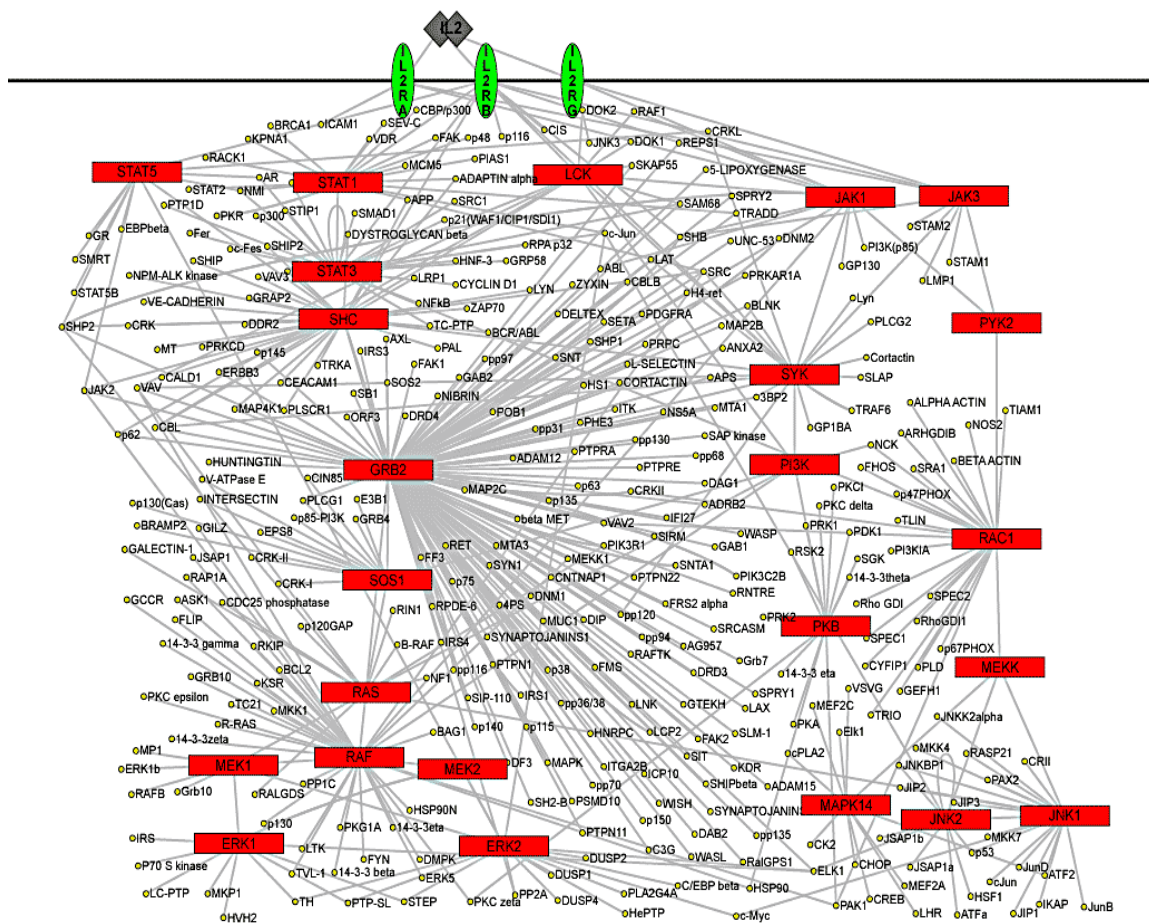 IL2
IL2RA
IL2RB
IL2RG
CBP/p300
DOK2
RAF1
BRCA1
ICAM1
SEV-C
KPNA1
VDR
FAK
p48
p116
CIS
JNK3
DOK1
REPS1
CRKL
RACK1
MCM5
PIAS1
SKAP55
5-LIPOXYGENASE
STAT5
STAT1
LCK
JAK1
JAK3
AR
STAT2
NMI
ADAPTIN alpha
PTP1D
APP
SRC1
SAM68
SPRY2
PKR
p300
STIP1
SMAD1
p21(WAF1/CIP1/SDI1)
TRADD
GR
EBPbeta
Fer
c-Fes
SHIP2
DYSTROGLYCAN beta
RPA p32
c-Jun
SHB
UNC-53
DNM2
STAM2
PI3K(p85)
SMRT
SHIP
STAT3
HNF-3
GRP58
LAT
GP130
STAM1
NPM-ALK kinase
VAV3
LRP1
CYCLIN D1
ABL
SRC
PRKAR1A
LMP1
STAT5B
VE-CADHERIN
GRAP2
NFkB
LYN
ZYXIN
CBLB
H4-ret
Lyn
ZAP70
BLNK
SHP2
CRK
DDR2
SHC
TC-PTP
BCR/ABL
DELTEX
SETA
PDGFRA
MAP2B
PLCG2
PYK2
MT
PRKCD
p145
AXL
IRS3
PAL
SHP1
PRPC
ANXA2
CALD1
ERBB3
TRKA
FAK1
pp97
SNT
L-SELECTIN
Cortactin
JAK2
VAV
CEACAM1
SOS2
GAB2
HS1
CORTACTIN
APS
SYK
SLAP
SB1
NIBRIN
3BP2
MAP4K1
PLSCR1
ORF3
DRD4
POB1
ITK
NS5A
MTA1
TRAF6
ALPHA ACTIN
TIAM1
p62
CBL
pp31
PHE3
SAP kinase
GP1BA
ARHGDIB
NOS2
HUNTINGTIN
GRB2
ADAM12
PTPRA
pp130
pp68
PI3K
NCK
V-ATPase E
CIN85
PTPRE
FHOS
SRA1
BETA ACTIN
p130(Cas)
INTERSECTIN
PLCG1
E3B1
MAP2C
p63
CRKII
DAG1
PKCI
p47PHOX
p135
ADRB2
PKC delta
BRAMP2
GILZ
EPS8
p85-PI3K
GRB4
beta MET
VAV2
IFI27
TLIN
SIRM
WASP
PRK1
PDK1
GALECTIN-1
JSAP1
CRK-II
RET
MTA3
MEKK1
PIK3R1
GAB1
RSK2
PI3KIA
RAC1
FF3
SYN1
SNTA1
SGK
RAP1A
CRK-I
SOS1
p75
CNTNAP1
PTPN22
PIK3C2B
14-3-3theta
GCCR
ASK1
CDC25 phosphatase
RIN1
RPDE-6
4PS
DNM1
FRS2 alpha
RNTRE
Rho GDI
SPEC2
FLIP
p120GAP
MUC1
DIP
pp120
SRCASM
PRK2
PKB
RhoGDI1
14-3-3 gamma
RKIP
B-RAF
IRS4
SYNAPTOJANINS1
pp94
AG957
SPEC1
p67PHOX
BCL2
pp116
PTPN1
p38
FMS
RAFTK
Grb7
CYFIP1
PLD
MEKK
GRB10
KSR
NF1
DRD3
14-3-3 eta
PKC epsilon
TC21
RAS
SIP-110
IRS1
pp36/38
LNK
GTEKH
SPRY1
VSVG
GEFH1
MKK1
LAX
MEF2C
R-RAS
p140
p115
HNRPC
LCP2
PKA
TRIO
JNKK2alpha
14-3-3zeta
BAG1
FAK2
SLM-1
Elk1
MP1
RAF
SIT
cPLA2
MKK4
RASP21
ERK1b
MEK1
MEK2
DF3
MAPK
ITGA2B
ICP10
KDR
JNKBP1
CRII
RAFB
Grb10
RALGDS
PP1C
pp70
SHIPbeta
ADAM15
JIP2
PAX2
HSP90N
SH2-B
PSMD10
WISH
SYNAPTOJANINS
MAPK14
JIP3
p130
PKG1A
14-3-3eta
p150
JNK2
JNK1
IRS
ERK1
LTK
PTPN11
DAB2
pp135
JSAP1b
MKK7
ERK2
C3G
CK2
p53
P70 S kinase
FYN
DMPK
DUSP2
WASL
RalGPS1
ELK1
CHOP
JSAP1a
JunD
ATF2
TVL-1
14-3-3 beta
ERK5
DUSP1
LC-PTP
MKP1
C/EBP beta
HSP90
MEF2A
cJun
PP2A
PLA2G4A
CREB
HSF1
IKAP
TH
PTP-SL
STEP
PKC zeta
DUSP4
HePTP
c-Myc
PAK1
LHR
ATFa
JIP1
JunB
HVH2